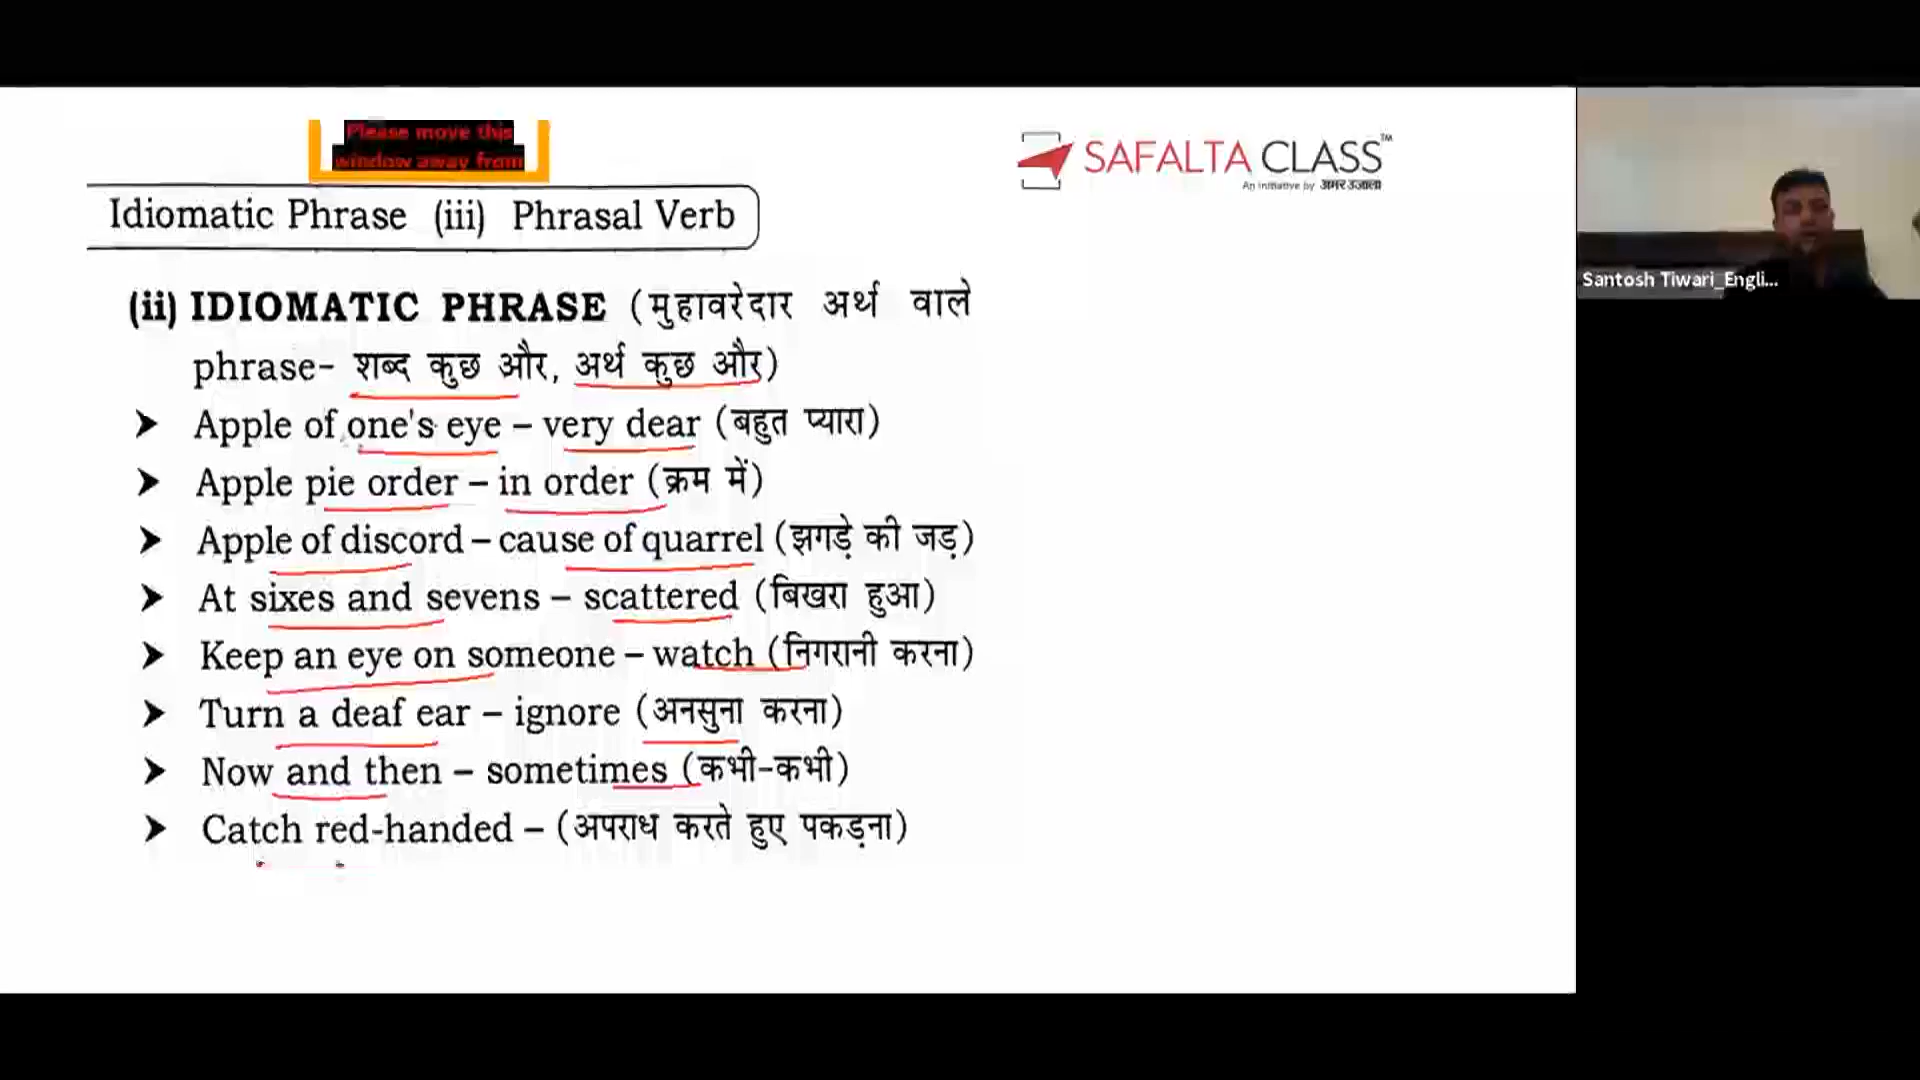 Please move this
window away from
SAFALTA CLASS™
An initiative by अमर उजाला
Idiomatic Phrase (iii) Phrasal Verb
(ii) IDIOMATIC PHRASE (मुहावरेदार अर्थ वाले
phrase- शब्द कुछ और, अर्थ कुछ और)
➤ Apple of one's eye – very dear (बहुत प्यारा)
➤ Apple pie order – in order (क्रम में)
➤ Apple of discord – cause of quarrel (झगड़े की जड़)
➤ At sixes and sevens – scattered (बिखरा हुआ)
➤ Keep an eye on someone – watch (निगरानी करना)
➤ Turn a deaf ear – ignore (अनसुना करना)
➤ Now and then – sometimes (कभी-कभी)
➤ Catch red-handed – (अपराध करते हुए पकड़ना)
Santosh Tiwari_Engli...